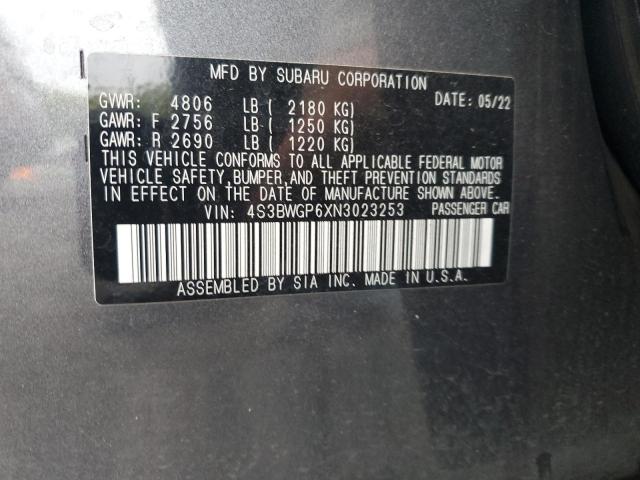 MFD BY SUBARU CORPORATION
GVWR: 4806 LB ( 2180 KG) DATE: 05/22
GAWR: F 2756 LB ( 1250 KG)
GAWR: R 2690 LB ( 1220 KG)
THIS VEHICLE CONFORMS TO ALL APPLICABLE FEDERAL MOTOR
VEHICLE SAFETY, BUMPER, AND THEFT PREVENTION STANDARDS
IN EFFECT ON THE DATE OF MANUFACTURE SHOWN ABOVE.
VIN: 4S3BWGP6XN3023253 PASSENGER CAR
ASSEMBLED BY SIA INC. MADE IN U.S.A.